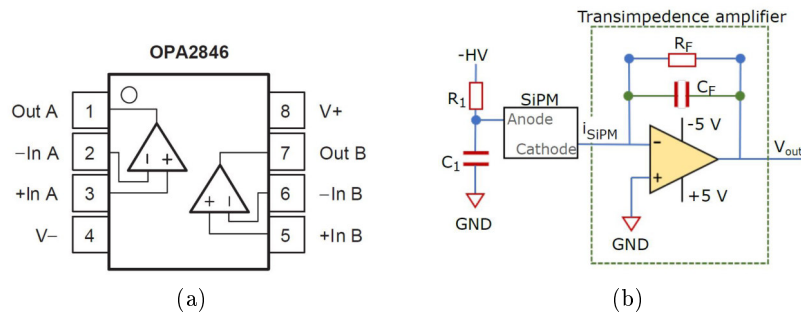 OPA2846
Out A 1 8 V+
−In A 2 7 Out B
+In A 3 6 −In B
V− 4 5 +In B
− + + −
(a)
Transimpedence amplifier
-HV
R1
C1
GND
SiPM
Anode
Cathode
iSiPM
RF
CF
-5 V
-
+
+5 V
GND
Vout
(b)